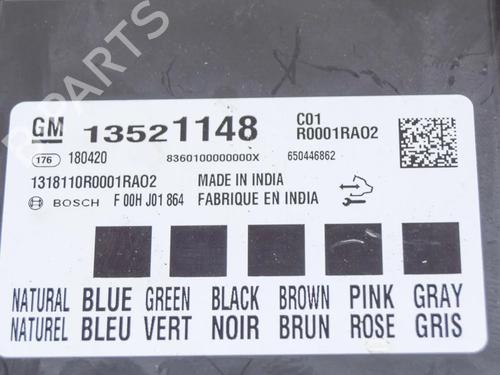 B-PARTS
GM 13521148 C01
R0001RA02
176 180420 8360100000000X 650446862
1318110R0001RA02 MADE IN INDIA
BOSCH F 00H J01 864 FABRIQUE EN INDIA
NATURAL BLUE GREEN BLACK BROWN PINK GRAY
NATUREL BLEU VERT NOIR BRUN ROSE GRIS